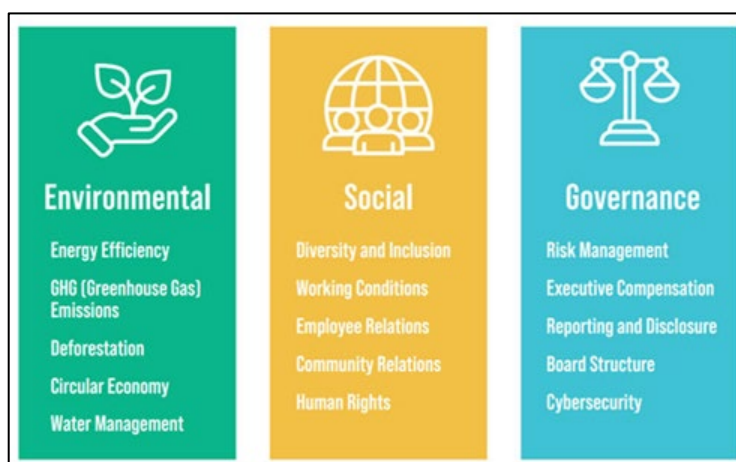 Environmental
Energy Efficiency
GHG (Greenhouse Gas)
Emissions
Deforestation
Circular Economy
Water Management
Social
Diversity and Inclusion
Working Conditions
Employee Relations
Community Relations
Human Rights
Governance
Risk Management
Executive Compensation
Reporting and Disclosure
Board Structure
Cybersecurity